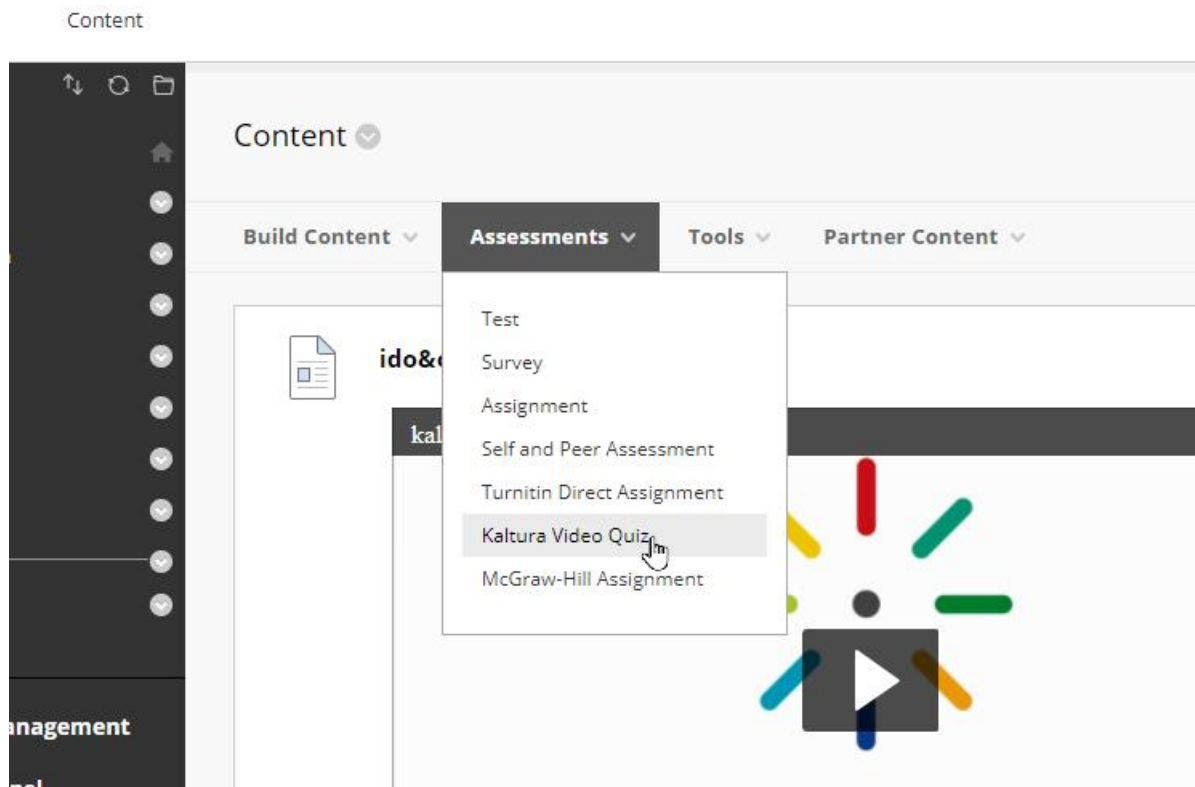 Content
Content
Build Content Assessments Tools Partner Content
Test
Survey
Assignment
Self and Peer Assessment
Turnitin Direct Assignment
Kaltura Video Quiz
McGraw-Hill Assignment